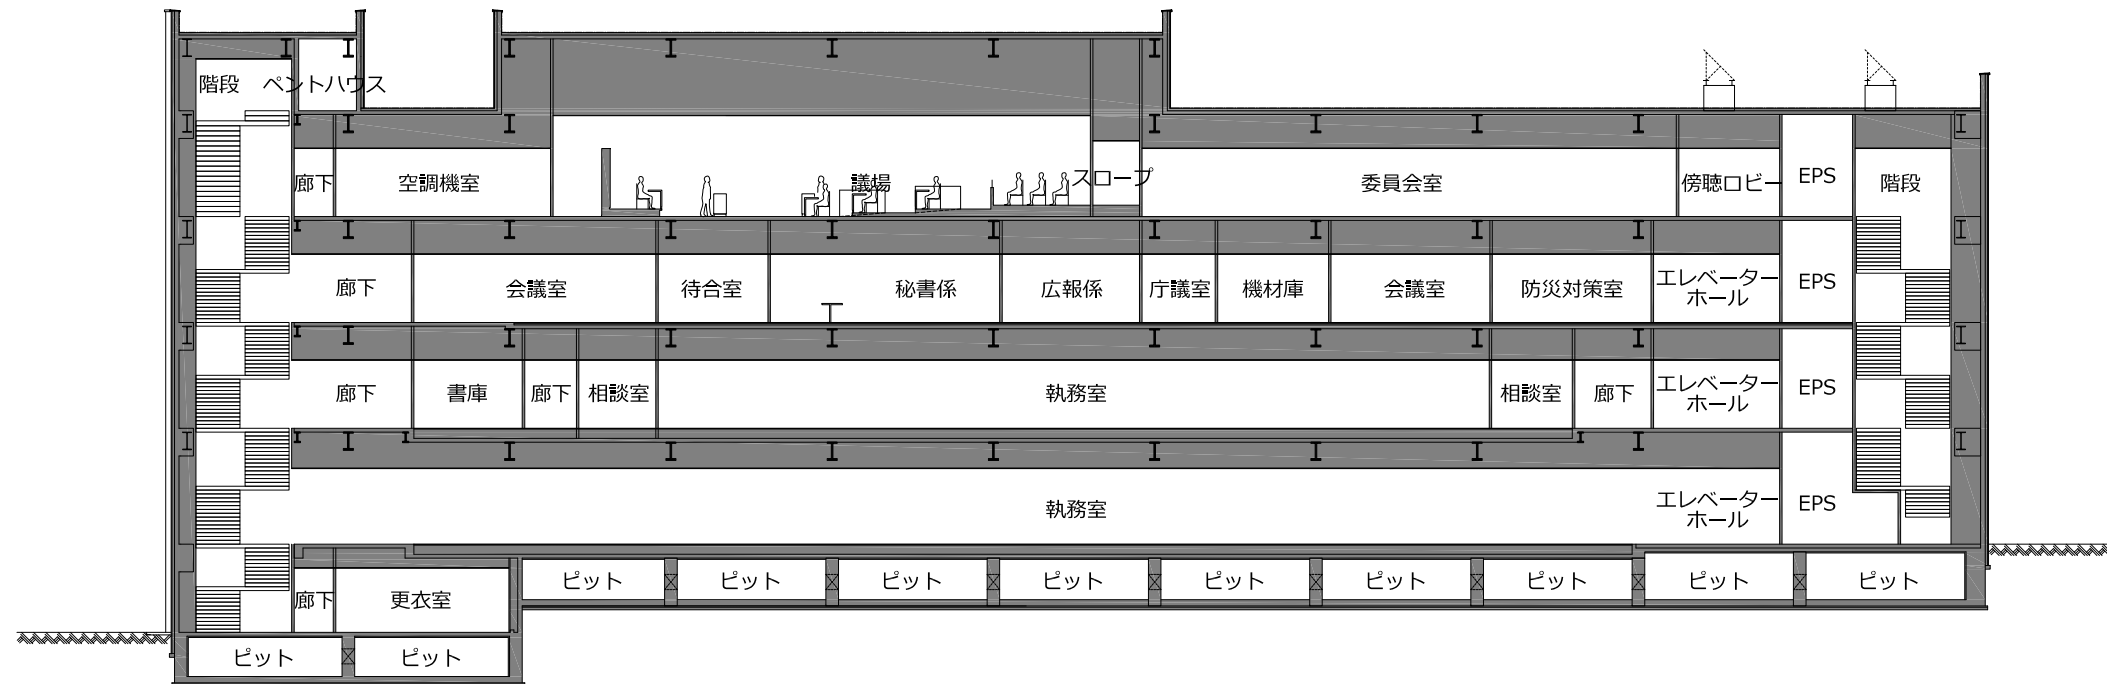 階段
ペントハウス
廊下
空調機室
議場
スロープ
委員会室
傍聴ロビー
EPS
階段
廊下
会議室
待合室
秘書係
広報係
庁議室
機材庫
会議室
防災対策室
エレベーター
ホール
EPS
廊下
書庫
廊下
相談室
執務室
相談室
廊下
エレベーター
ホール
EPS
執務室
エレベーター
ホール
EPS
廊下
更衣室
ピット
ピット
ピット
ピット
ピット
ピット
ピット
ピット
ピット
ピット
ピット